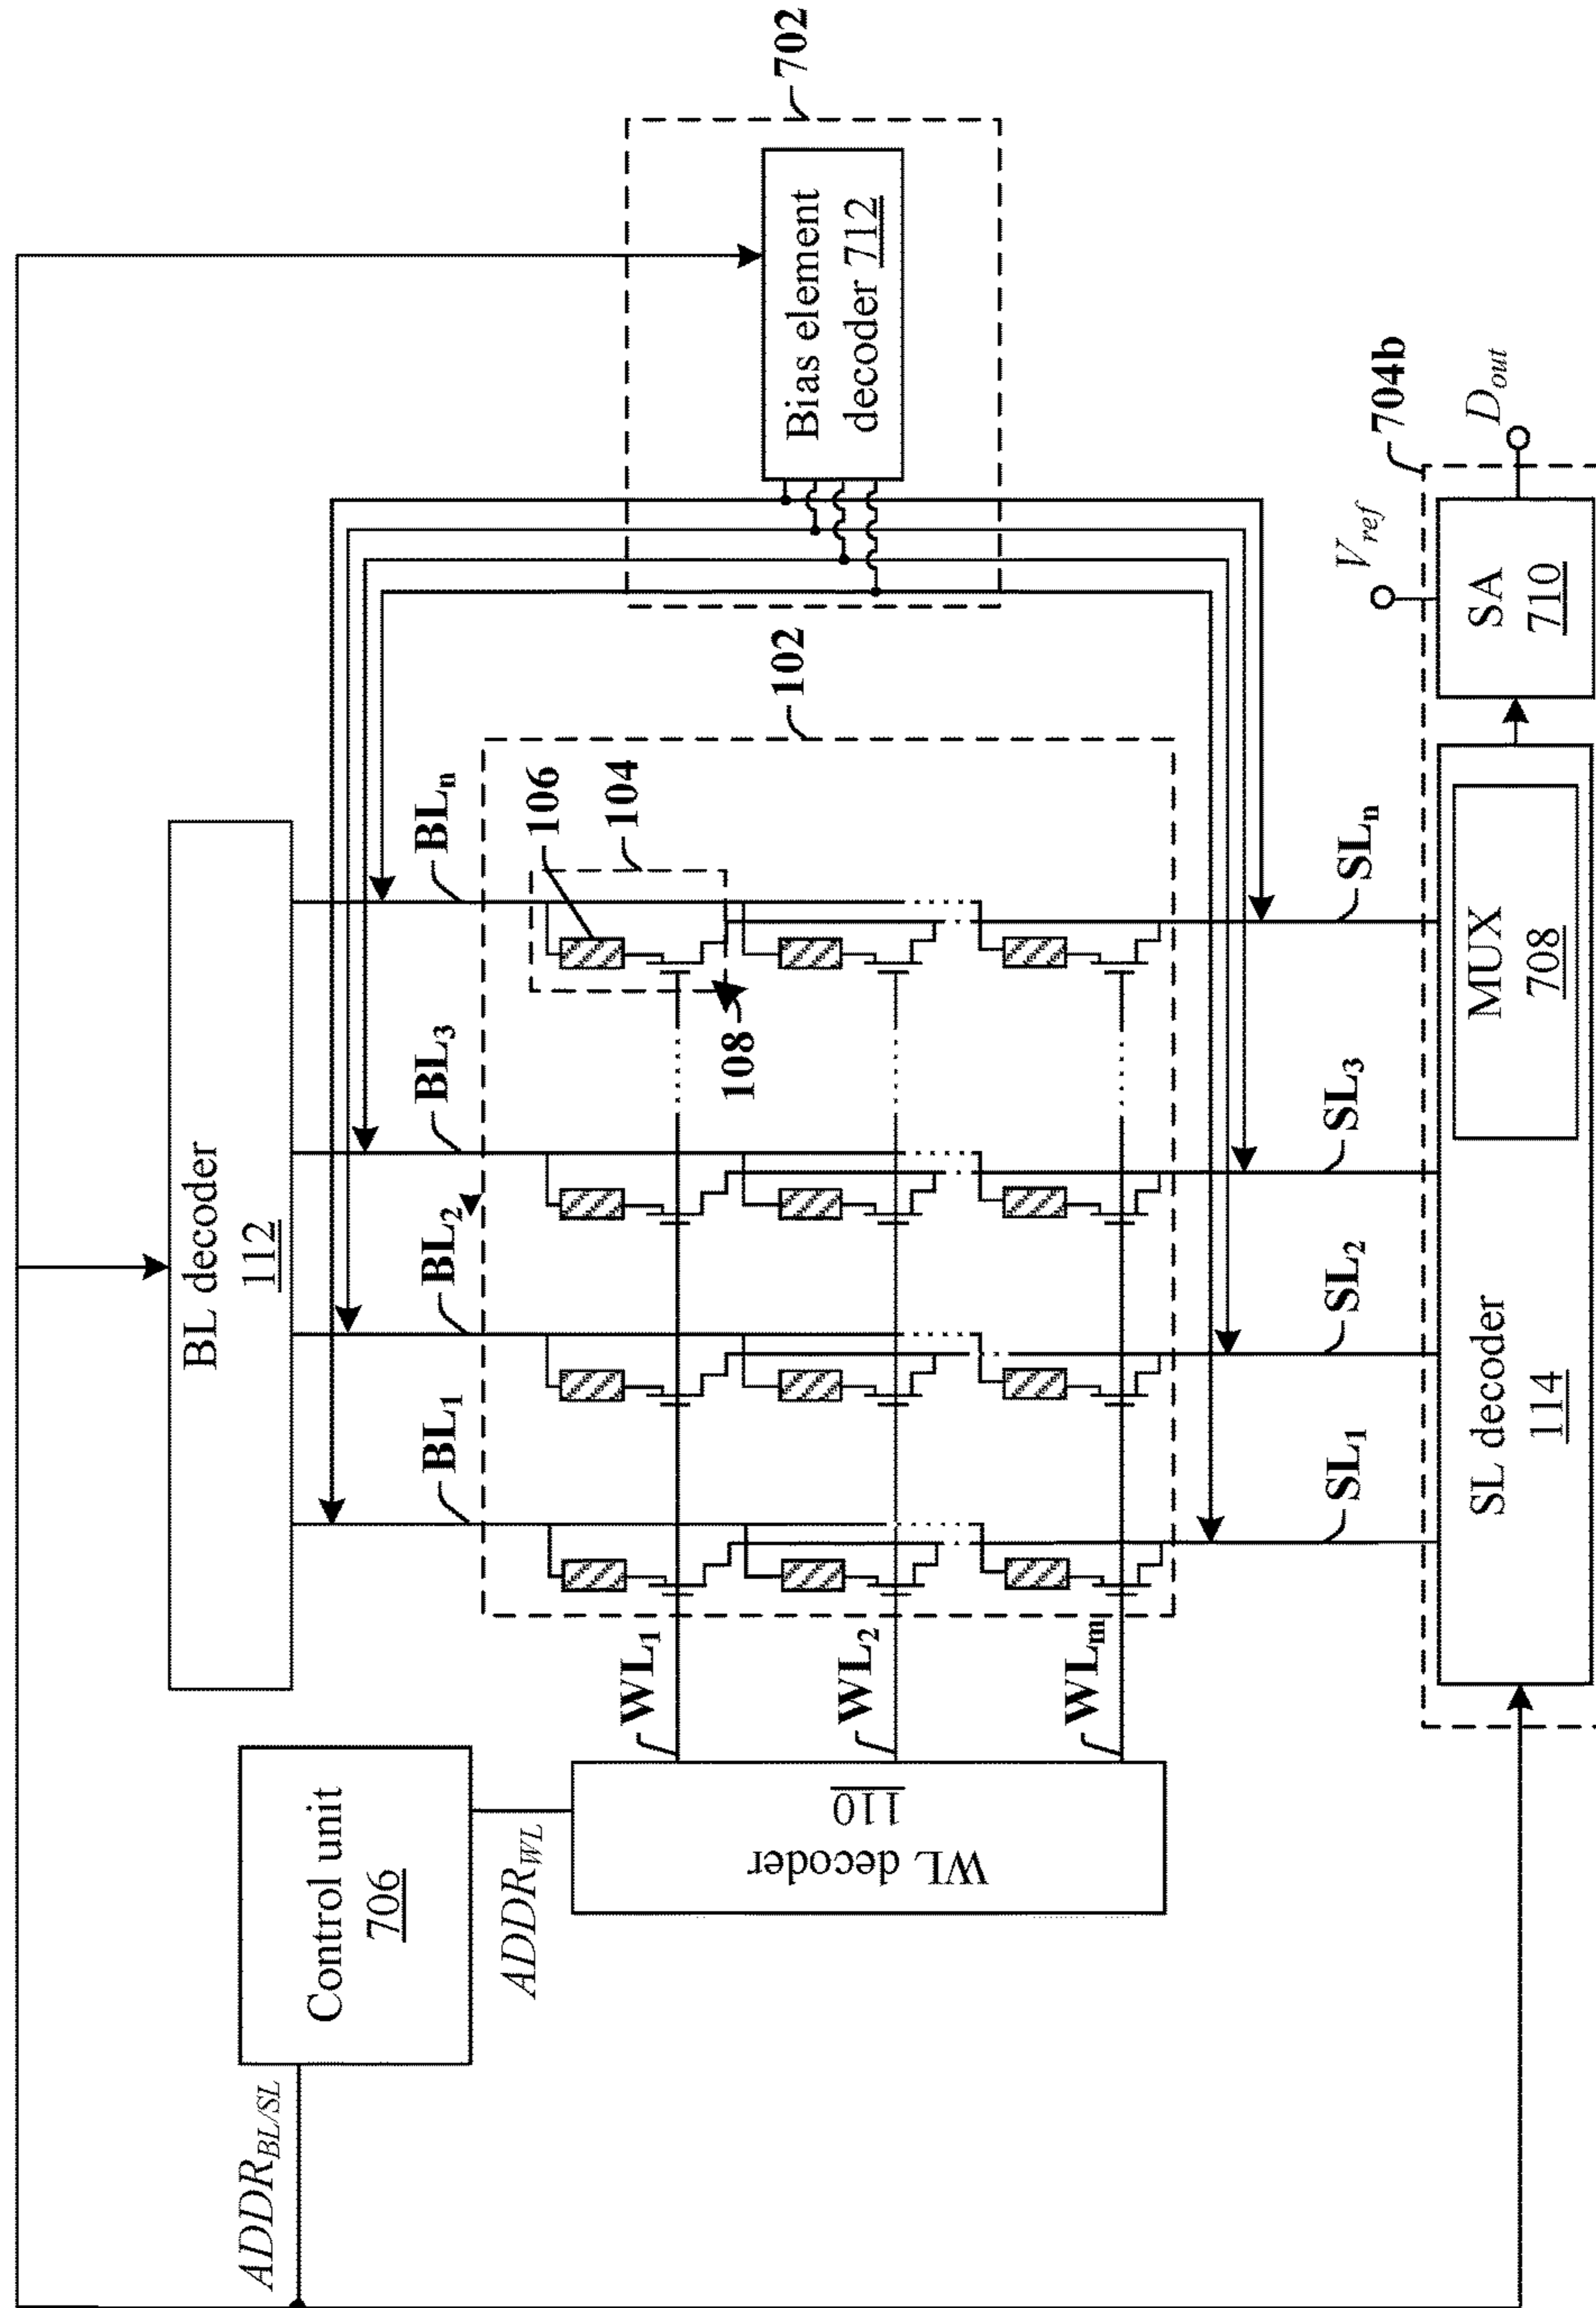 ADDR_BL/SL
Control unit
706
ADDR_WL
WL decoder
110
BL decoder
112
BL_1
BL_2
BL_3
BL_n
WL_1
WL_2
WL_m
106
104
108
102
702
Bias element
decoder 712
SL_1
SL_2
SL_3
SL_n
SL decoder
114
MUX
708
V_ref
704b
SA
710
D_out